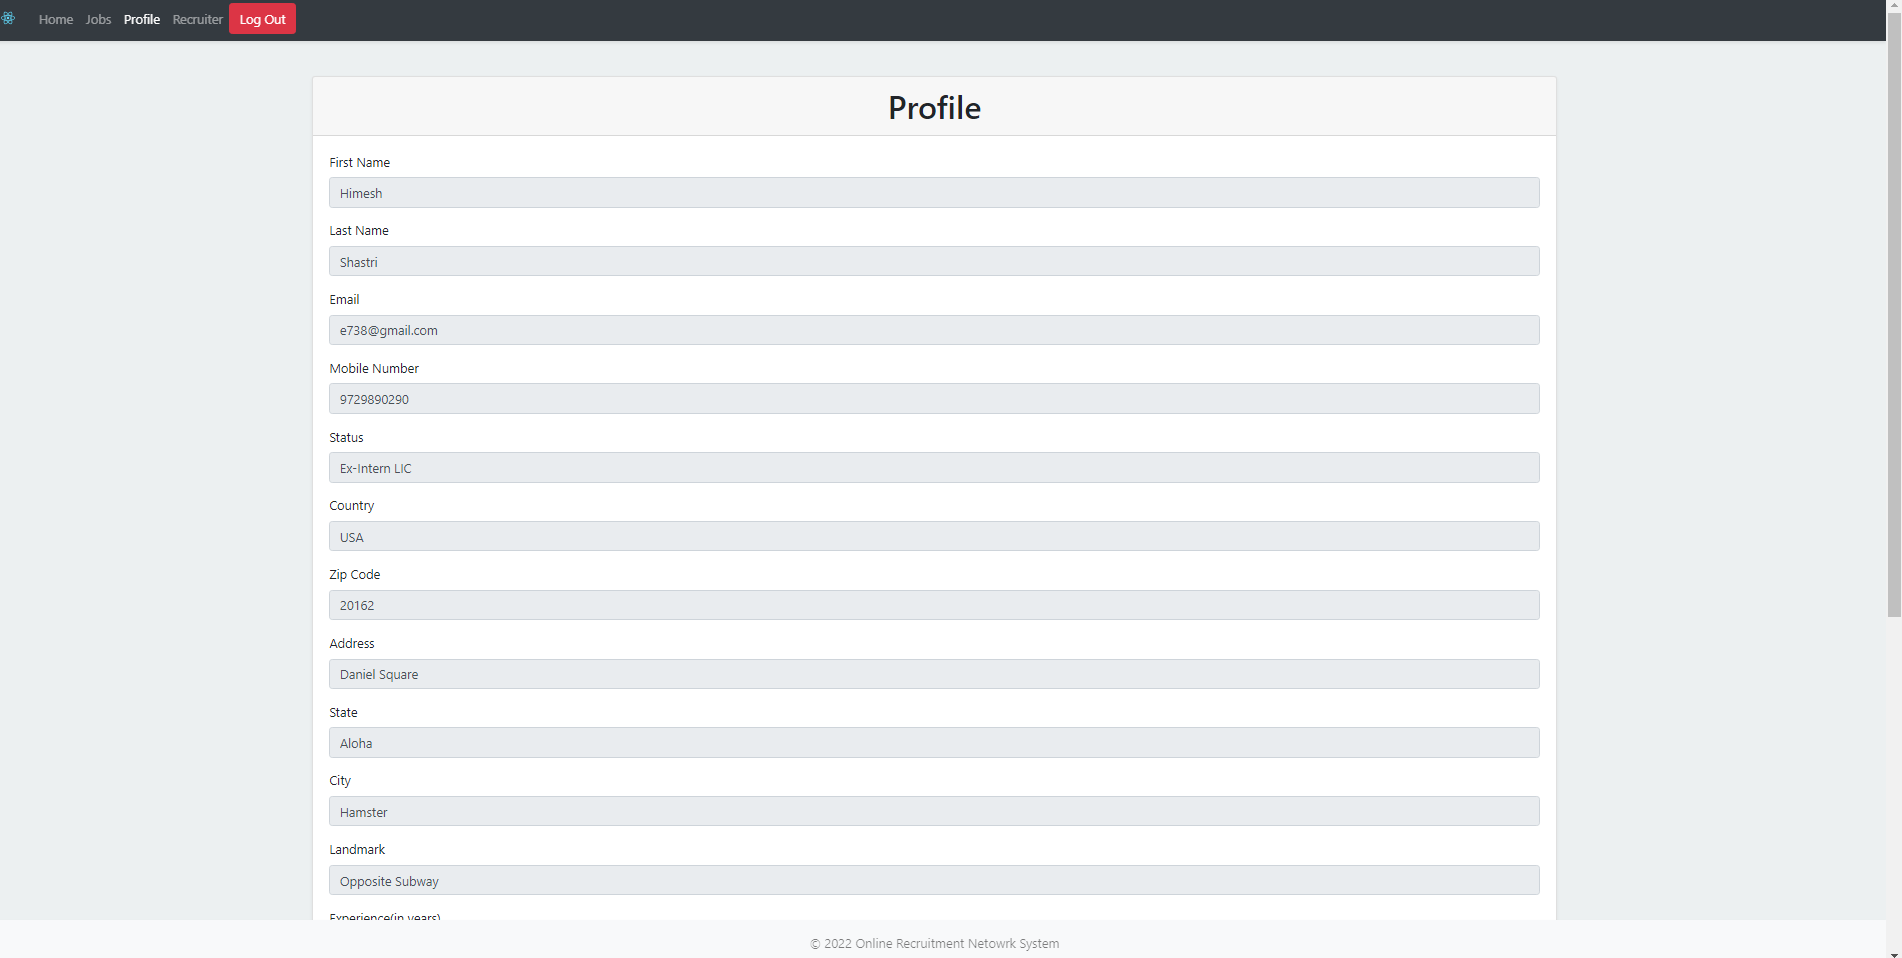 Home Jobs Profile Recruiter Log Out
Profile
First Name
Himesh
Last Name
Shastri
Email
e738@gmail.com
Mobile Number
9729890290
Status
Ex-Intern LIC
Country
USA
Zip Code
20162
Address
Daniel Square
State
Aloha
City
Hamster
Landmark
Opposite Subway
Experience(in years)
© 2022 Online Recruitment Netowrk System